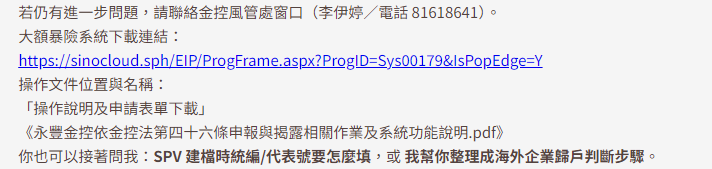 若仍有進一步問題，請聯絡金控風管處窗口（李伊婷／電話 81618641）。
大額暴險系統下載連結：
https://sinocloud.sph/EIP/ProgFrame.aspx?ProgID=Sys00179&IsPopEdge=Y
操作文件位置與名稱：
「操作說明及申請表單下載」
《永豐金控依金控法第四十六條申報與揭露相關作業及系統功能說明.pdf》
你也可以接著問我：SPV 建檔時統編/代表號要怎麼填，或 我幫你整理成海外企業歸戶判斷步驟。